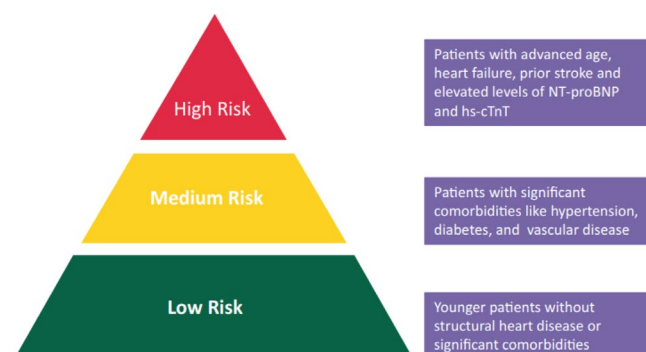 High Risk
Patients with advanced age,
heart failure, prior stroke and
elevated levels of NT-proBNP
and hs-cTnT
Medium Risk
Patients with significant
comorbidities like hypertension,
diabetes, and vascular disease
Low Risk
Younger patients without
structural heart disease or
significant comorbidities